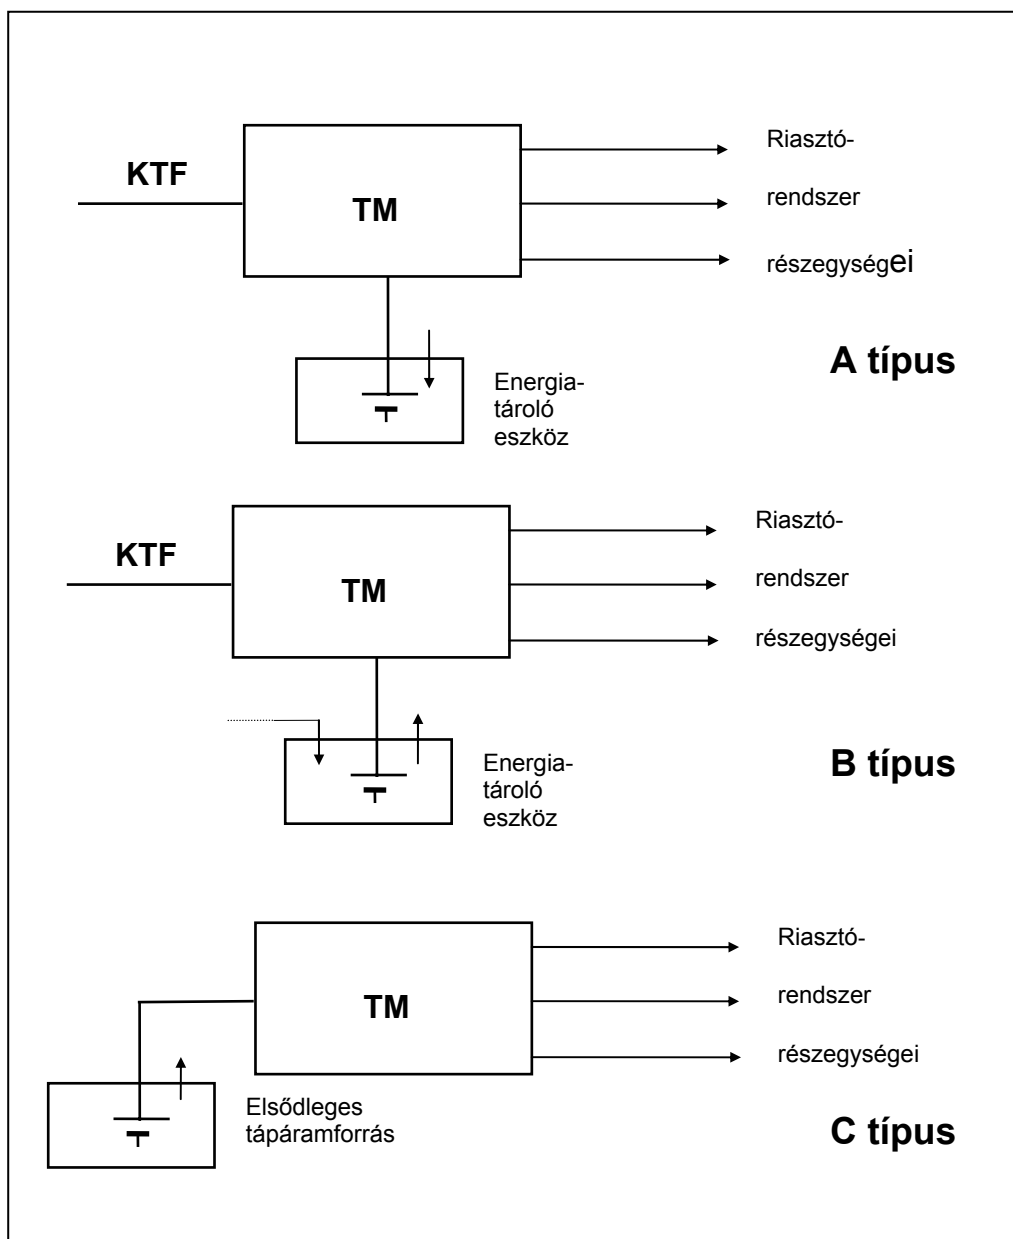 Riasztó-
KTF
TM
rendszer
részegységei
A típus
Energia-
tároló
eszköz
Riasztó-
KTF
TM
rendszer
részegységei
B típus
Energia-
tároló
eszköz
Riasztó-
TM
rendszer
részegységei
Elsődleges
tápáramforrás
C típus